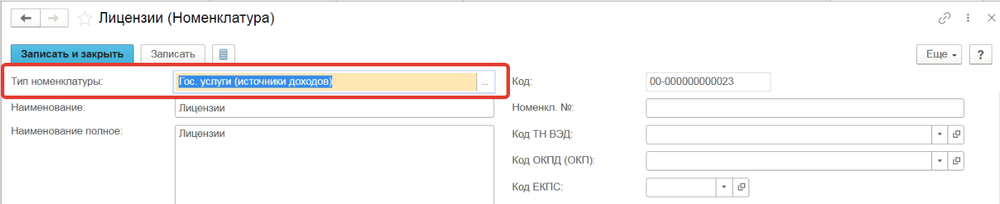 Лицензии (Номенклатура)
Записать и закрыть
Записать
Еще
?
Тип номенклатуры:
Гос. услуги (источники доходов)
...
Код:
00-000000000023
Наименование:
Лицензии
Номенкл. №:
Наименование полное:
Лицензии
Код ТН ВЭД:
Код ОКПД (ОКП):
Код ЕКПС: